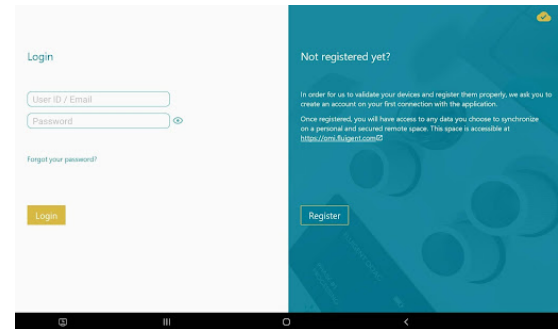 Login
User ID / Email
Password
Forgot your password?
Login
Not registered yet?
In order for us to validate your devices and register them properly, we ask you to
create an account on your first connection with the application.
Once registered, you will have access to any data you choose to synchronize
on a personal and secured remote space. This space is accessible at
https://omi.fluigent.com
Register